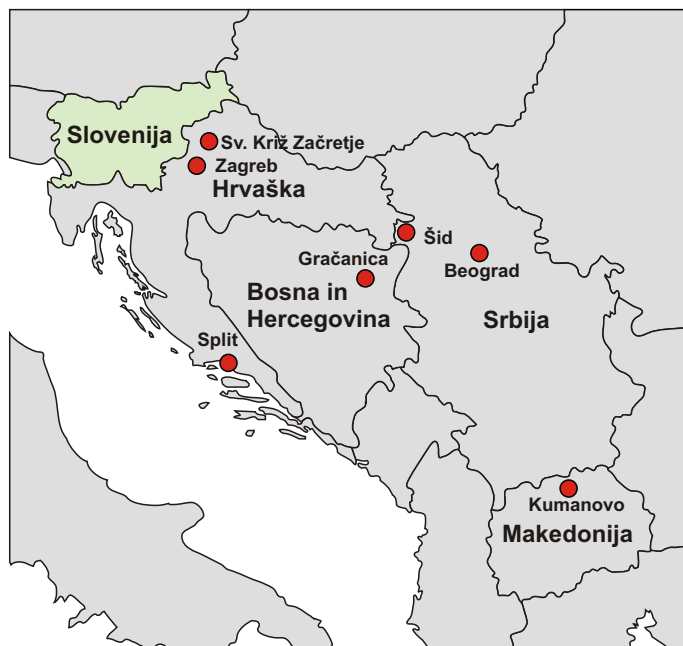 Slovenija
Sv. Križ Začretje
Zagreb
Hrvaška
Šid
Gračanica
Beograd
Bosna in
Hercegovina
Srbija
Split
Kumanovo
Makedonija